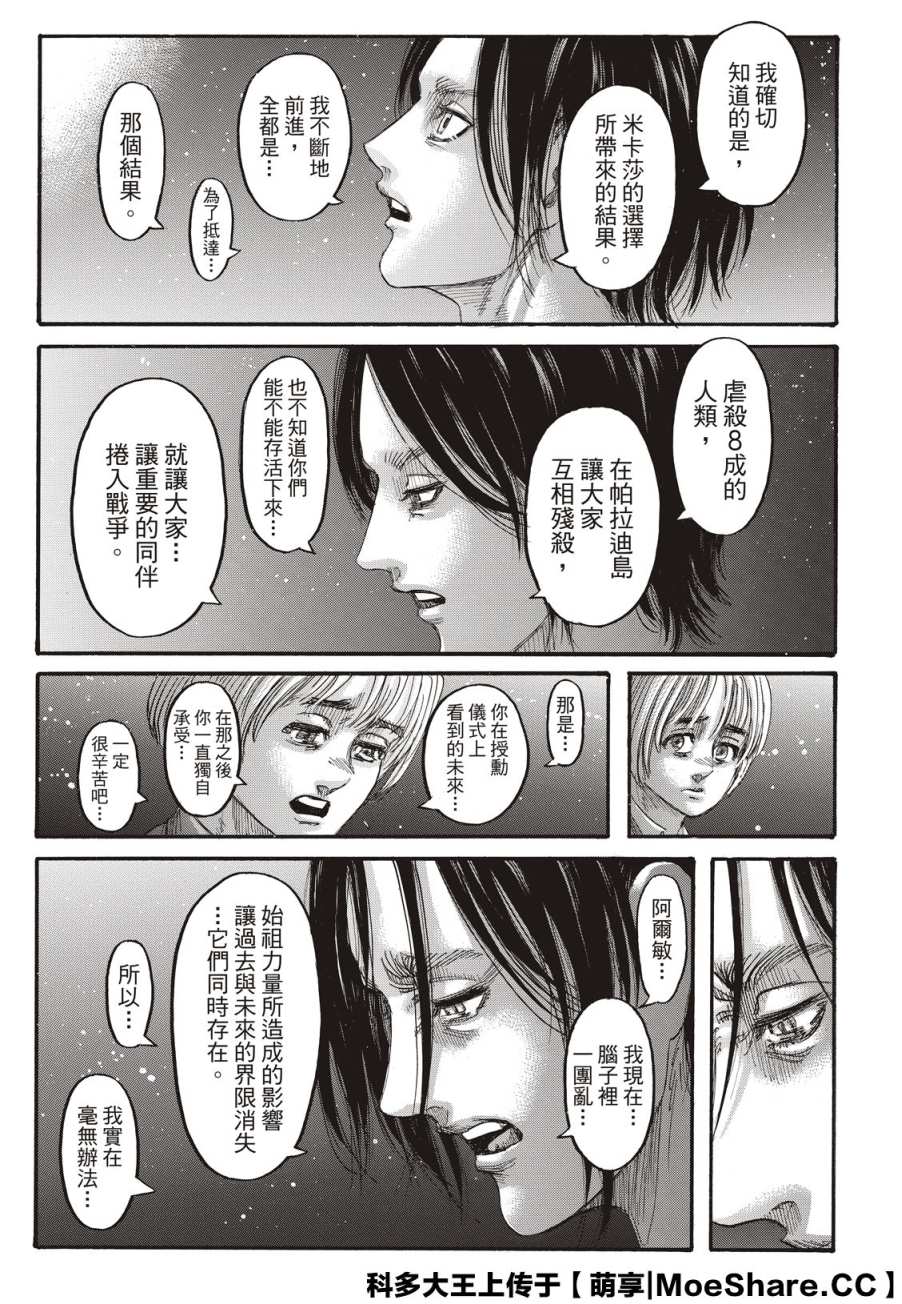 我確切
知道的是，
米卡莎的選擇
所帶來的結果。
我不斷地
前進，
全都是…
為了抵達…
那個結果。
虐殺8成的
人類，
在帕拉迪島
讓大家
互相殘殺，
也不知道你們
能不能存活下來…
就讓大家…
讓重要的同伴
捲入戰爭。
那是…
你在授勳
儀式上
看到的未來…
在那之後
你一直獨自
承受…
一定
很辛苦吧…
阿爾敏…
我現在…
腦子裡
一團亂…
始祖力量所造成的影響
讓過去與未來的界限消失
…它們同時存在。
所以…
我實在
毫無辦法…
科多大王上传于【萌享|MoeShare.CC】